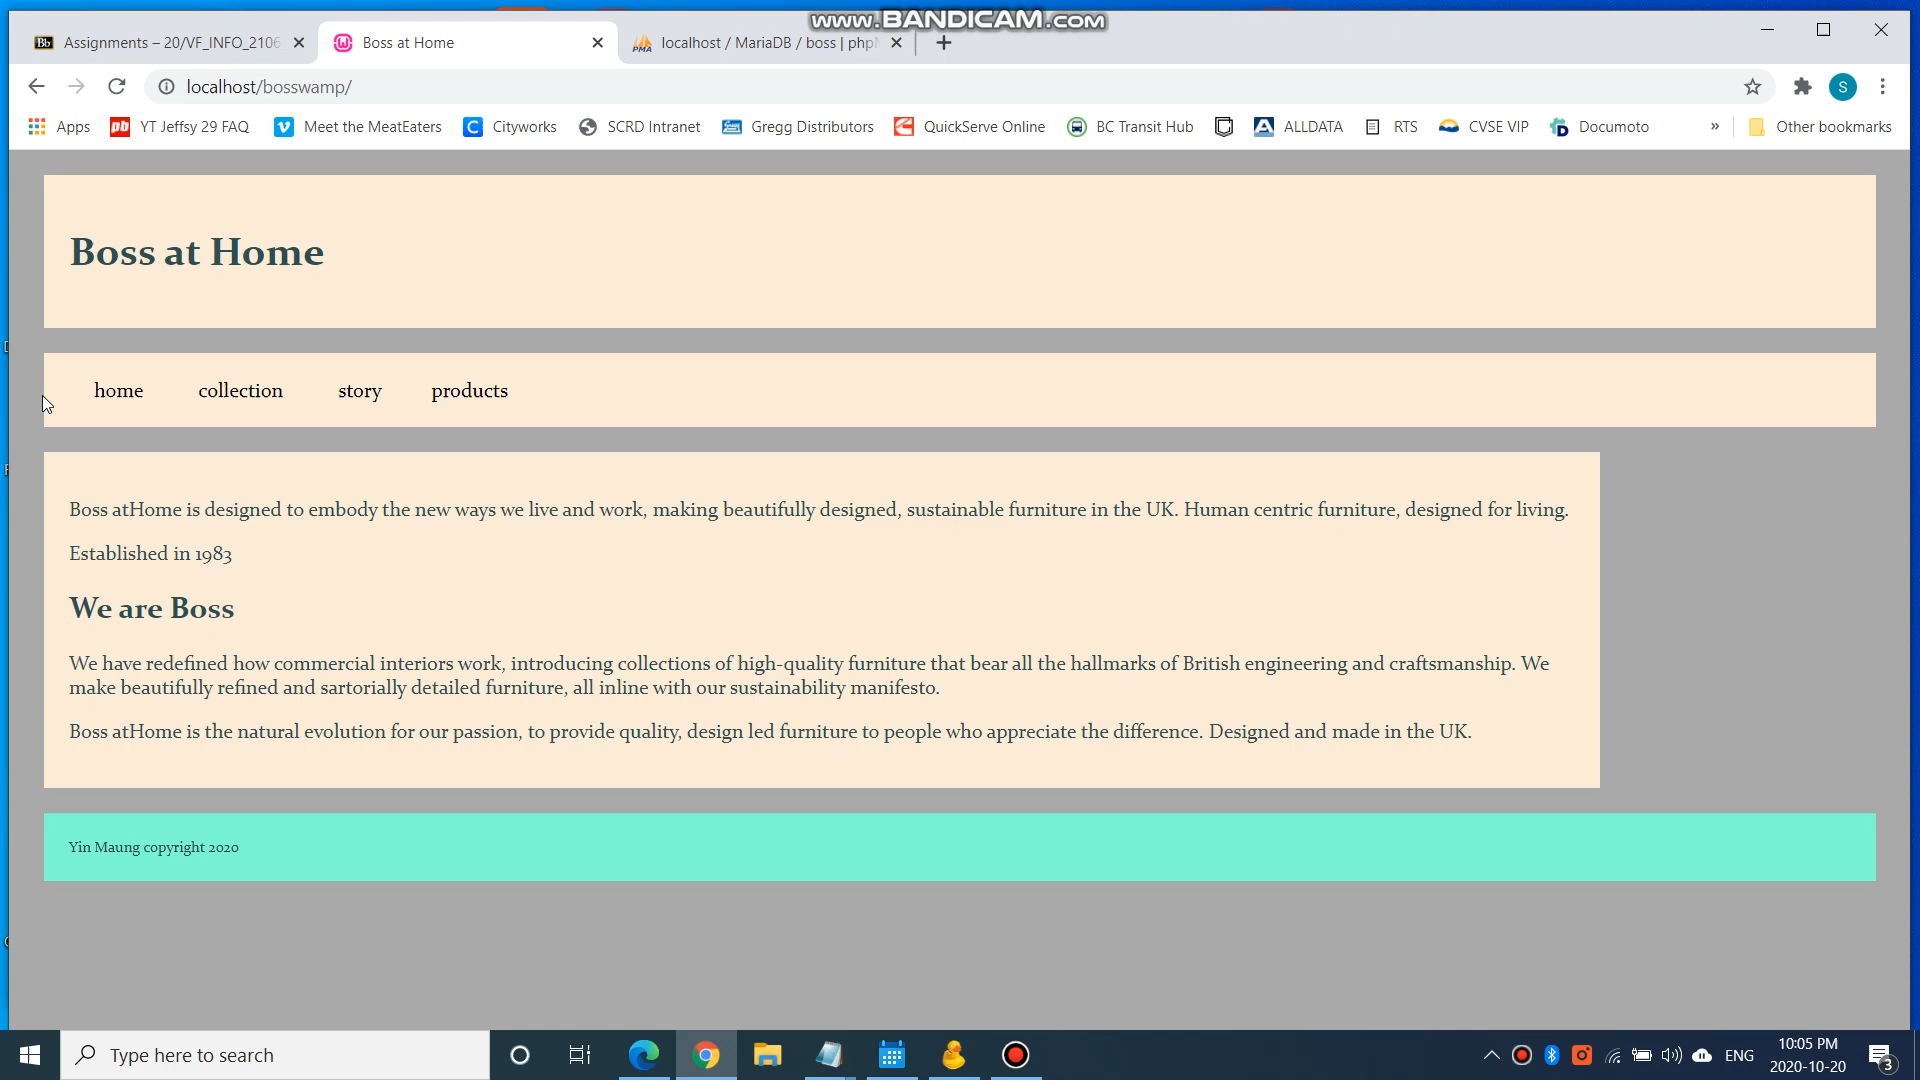 www.BANDICAM.com
Assignments – 20/VF_INFO_2106
Boss at Home
localhost / MariaDB / boss | php
localhost/bosswamp/
S
Apps
YT Jeffsy 29 FAQ
Meet the MeatEaters
Cityworks
SCRD Intranet
Gregg Distributors
QuickServe Online
BC Transit Hub
ALLDATA
RTS
CVSE VIP
Documoto
»
Other bookmarks
Boss at Home
home collection story products
Boss atHome is designed to embody the new ways we live and work, making beautifully designed, sustainable furniture in the UK. Human centric furniture, designed for living.
Established in 1983
We are Boss
We have redefined how commercial interiors work, introducing collections of high-quality furniture that bear all the hallmarks of British engineering and craftsmanship. We
make beautifully refined and sartorially detailed furniture, all inline with our sustainability manifesto.
Boss atHome is the natural evolution for our passion, to provide quality, design led furniture to people who appreciate the difference. Designed and made in the UK.
Yin Maung copyright 2020
Type here to search
ENG
10:05 PM
2020-10-20
3